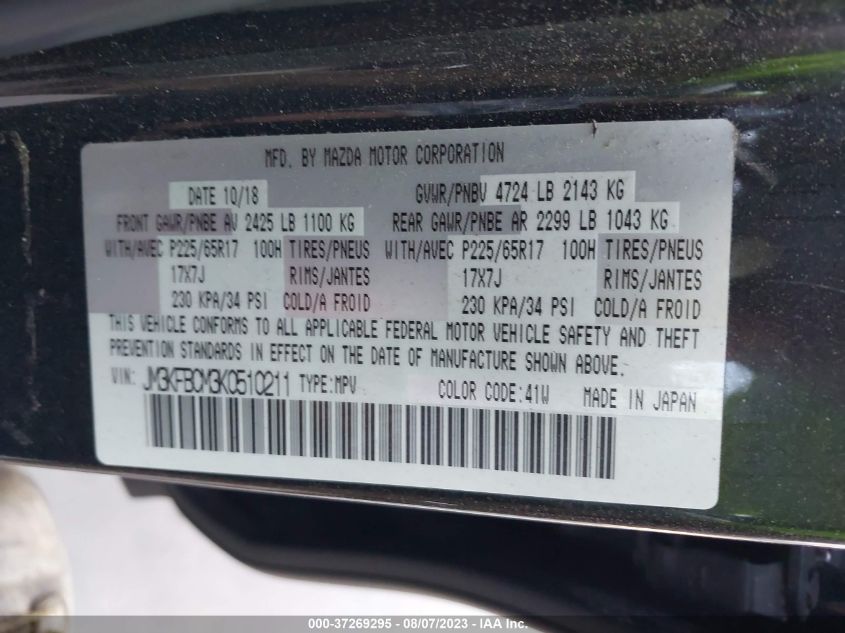 MFD. BY MAZDA MOTOR CORPORATION
DATE 10/18 GVWR/PNBV 4724 LB 2143 KG
FRONT GAWR/PNBE AV 2425 LB 1100 KG REAR GAWR/PNBE AR 2299 LB 1043 KG
WITH/AVEC P225/65R17 100H TIRES/PNEUS WITH/AVEC P225/65R17 100H TIRES/PNEUS
17X7J RIMS/JANTES 17X7J RIMS/JANTES
230 KPA/34 PSI COLD/A FROID 230 KPA/34 PSI COLD/A FROID
THIS VEHICLE CONFORMS TO ALL APPLICABLE FEDERAL MOTOR VEHICLE SAFETY AND THEFT
PREVENTION STANDARDS IN EFFECT ON THE DATE OF MANUFACTURE SHOWN ABOVE.
VIN: JM3KFBCM3K0510211 TYPE:MPV COLOR CODE:41W MADE IN JAPAN
000-37269295 - 08/07/2023 - IAA Inc.